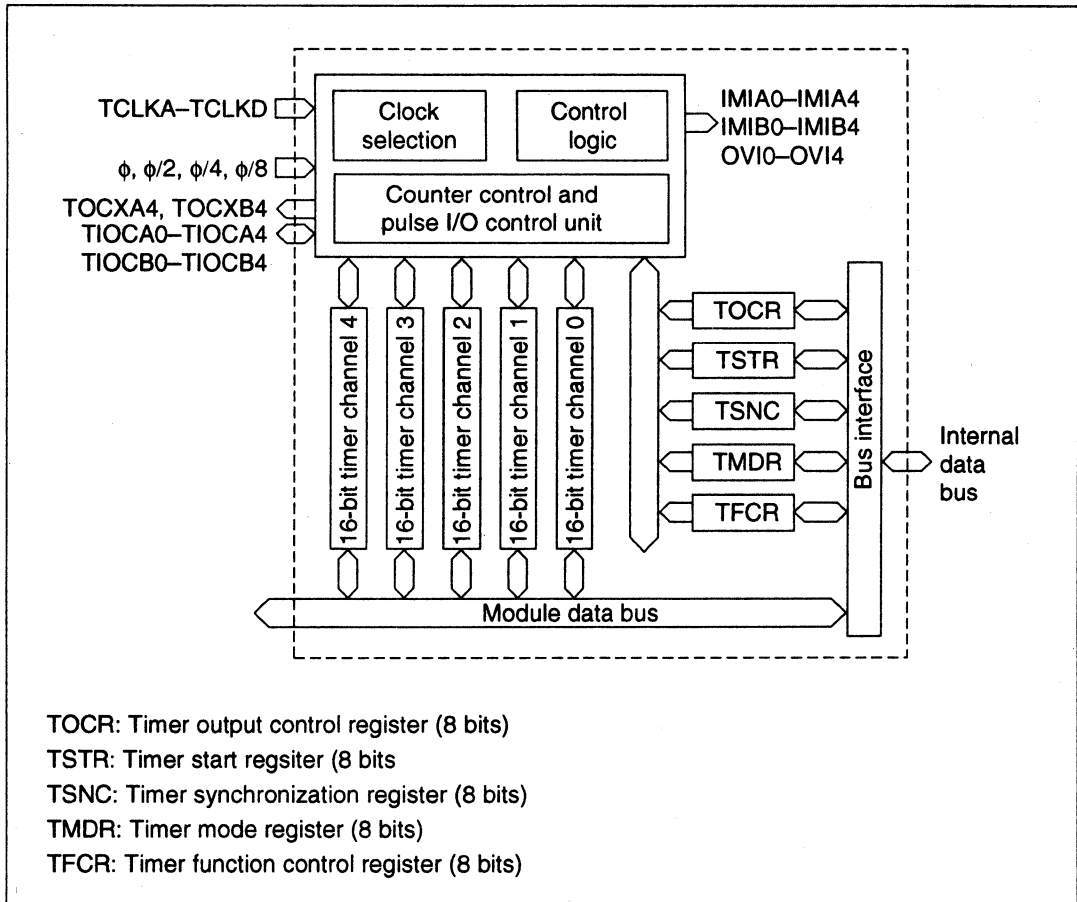 TCLKA–TCLKD
ϕ, ϕ/2, ϕ/4, ϕ/8
TOCXA4, TOCXB4
TIOCA0–TIOCA4
TIOCB0–TIOCB4
Clock
selection
Control
logic
Counter control and
pulse I/O control unit
IMIA0–IMIA4
IMIB0–IMIB4
OVI0–OVI4
16-bit timer channel 4
16-bit timer channel 3
16-bit timer channel 2
16-bit timer channel 1
16-bit timer channel 0
TOCR
TSTR
TSNC
TMDR
TFCR
Bus interface
Internal
data
bus
Module data bus
TOCR: Timer output control register (8 bits)
TSTR: Timer start regsiter (8 bits
TSNC: Timer synchronization register (8 bits)
TMDR: Timer mode register (8 bits)
TFCR: Timer function control register (8 bits)